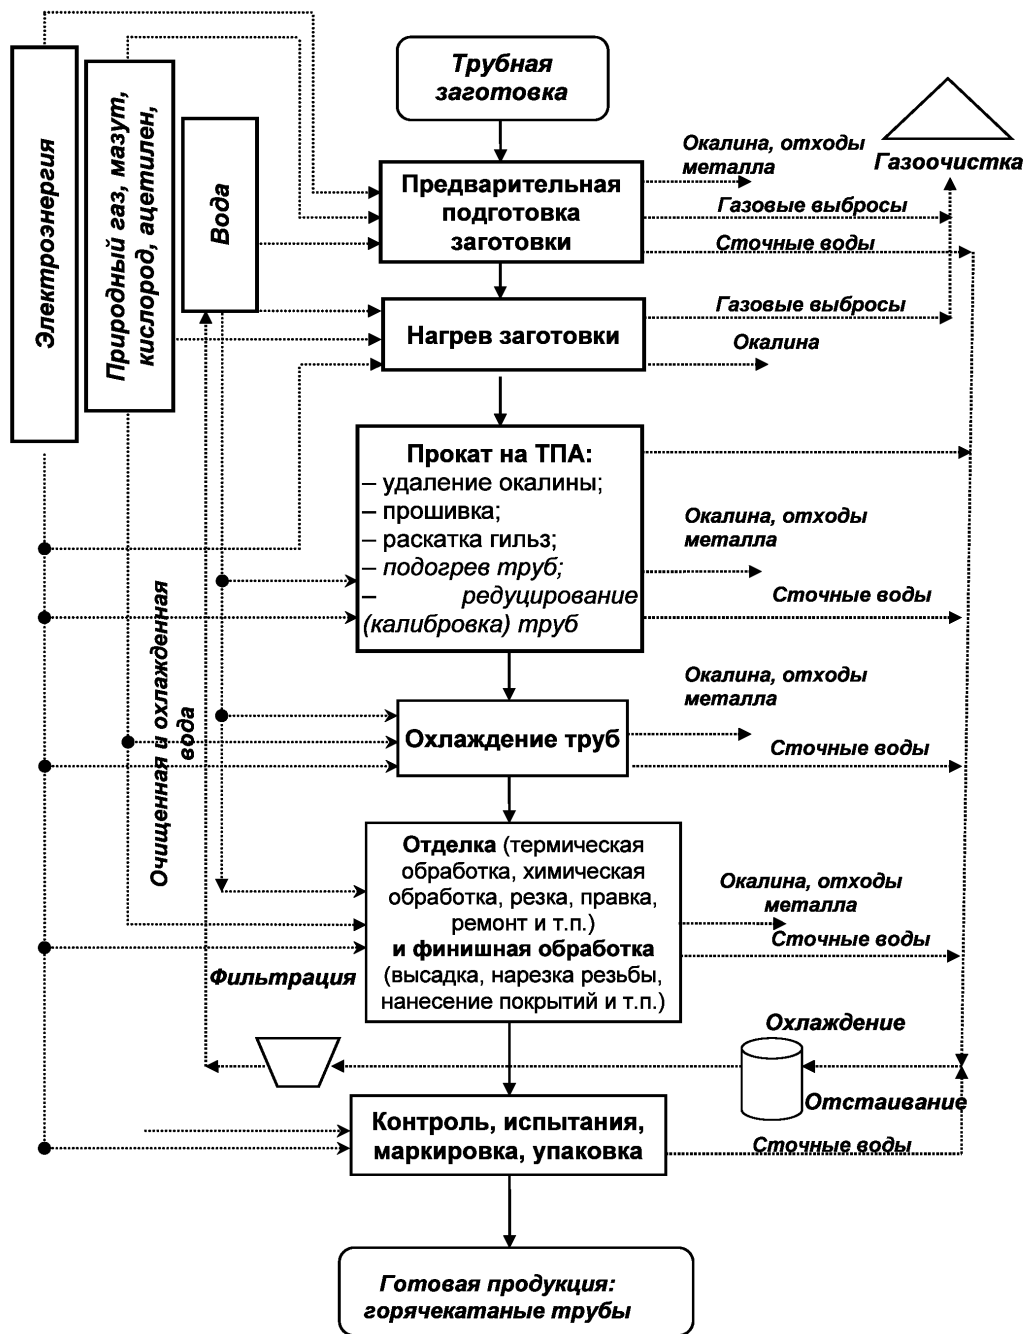 Электроэнергия
Природный газ, мазут,
кислород, ацетилен,
Вода
Трубная
заготовка
Газоочистка
Окалина, отходы
металла
Предварительная
подготовка
заготовки
Газовые выбросы
Сточные воды
Нагрев заготовки
Газовые выбросы
Окалина
Прокат на ТПА:
– удаление окалины;
– прошивка;
– раскатка гильз;
– подогрев труб;
– редуцирование
(калибровка) труб
Окалина, отходы
металла
Сточные воды
Очищенная и охлажденная
вода
Окалина, отходы
металла
Охлаждение труб
Сточные воды
Отделка (термическая
обработка, химическая
обработка, резка, правка,
ремонт и т.п.)
и финишная обработка
(высадка, нарезка резьбы,
нанесение покрытий и т.п.)
Окалина, отходы
металла
Сточные воды
Фильтрация
Охлаждение
Отстаивание
Контроль, испытания,
маркировка, упаковка
Сточные воды
Готовая продукция:
горячекатаные трубы